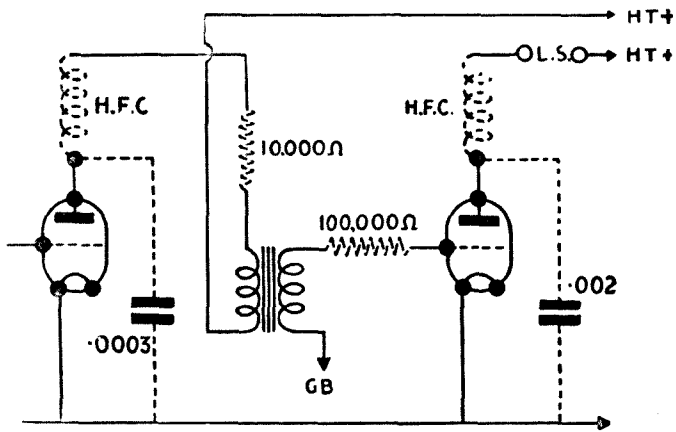 HT+
L.S.
HT+
H.F.C
H.F.C.
10,000Ω
100,000Ω
.0003
.002
GB